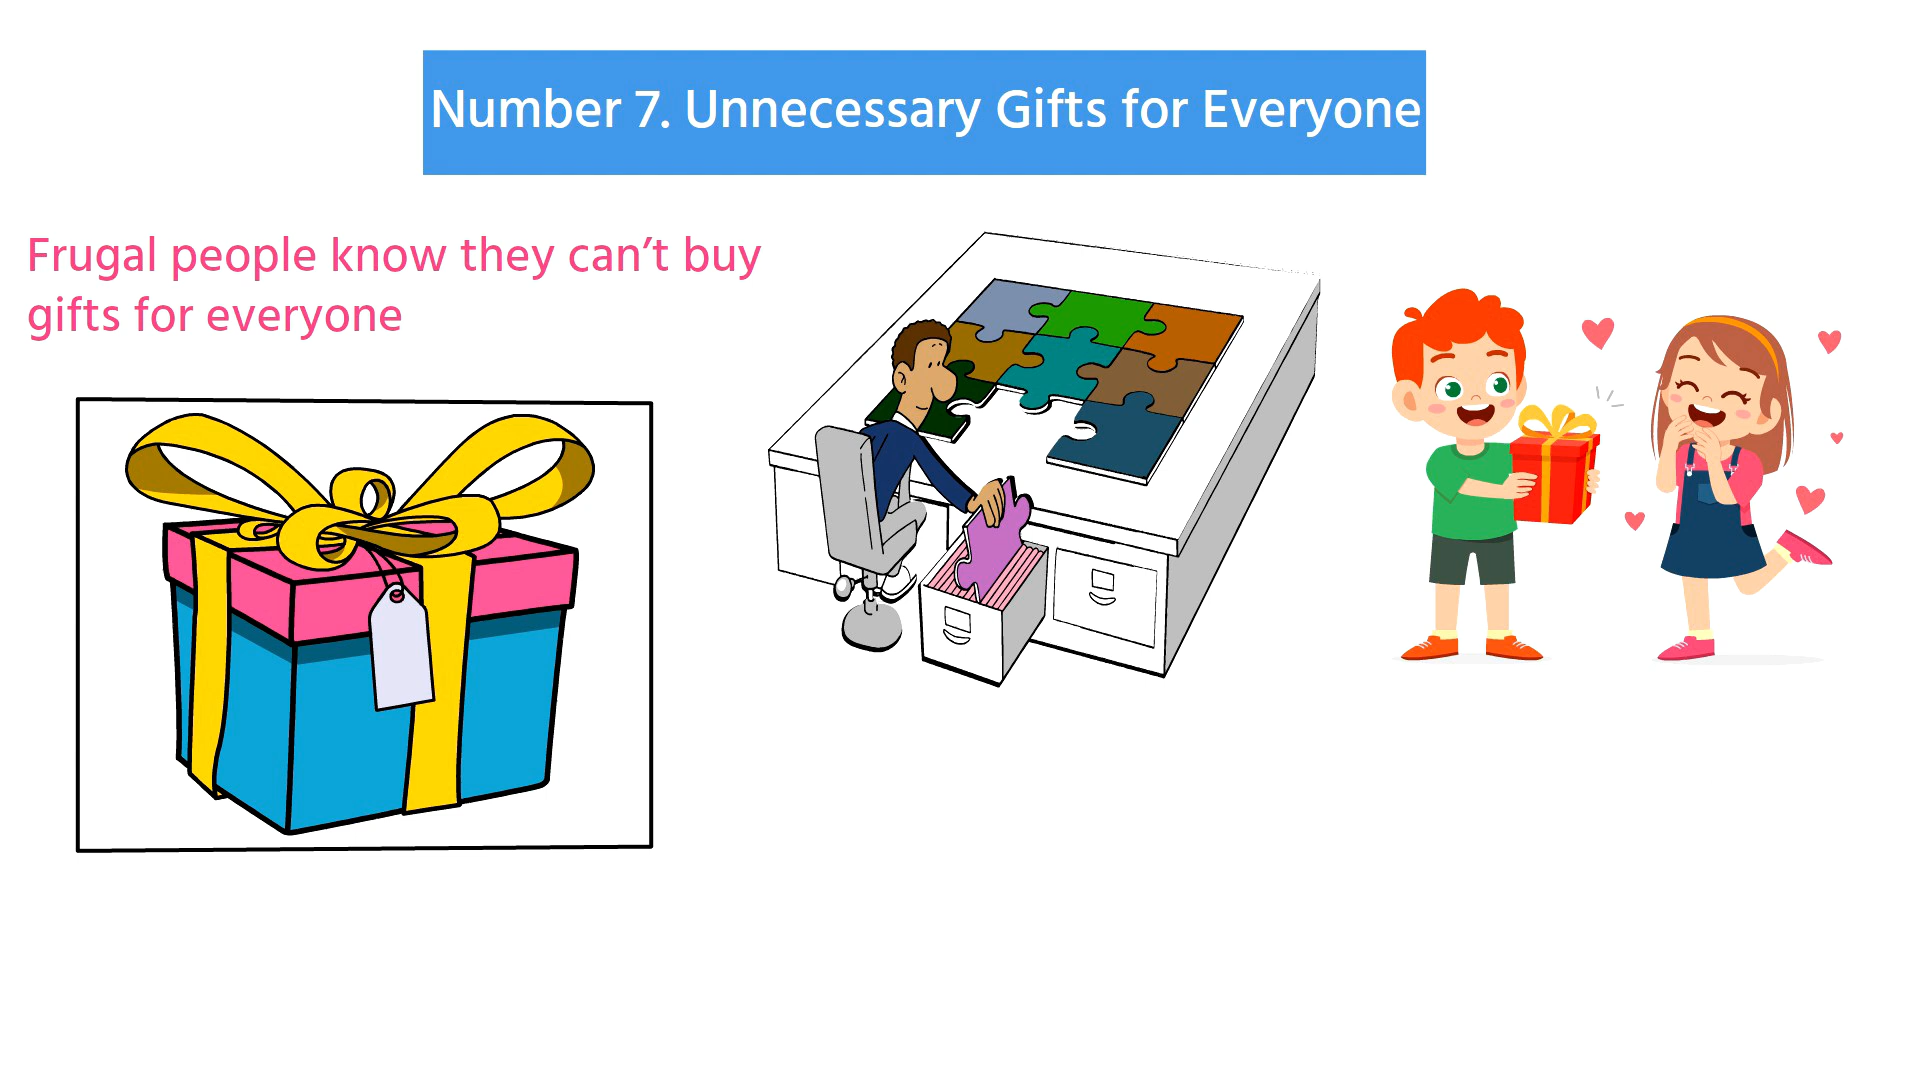 Number 7. Unnecessary Gifts for Everyone
Frugal people know they can’t buy
gifts for everyone